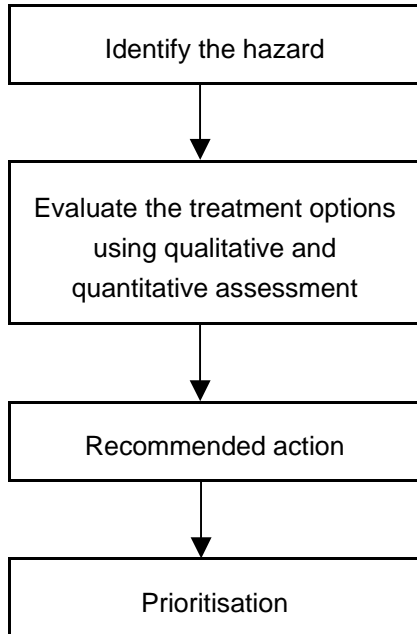 Identify the hazard
Evaluate the treatment options
using qualitative and
quantitative assessment
Recommended action
Prioritisation